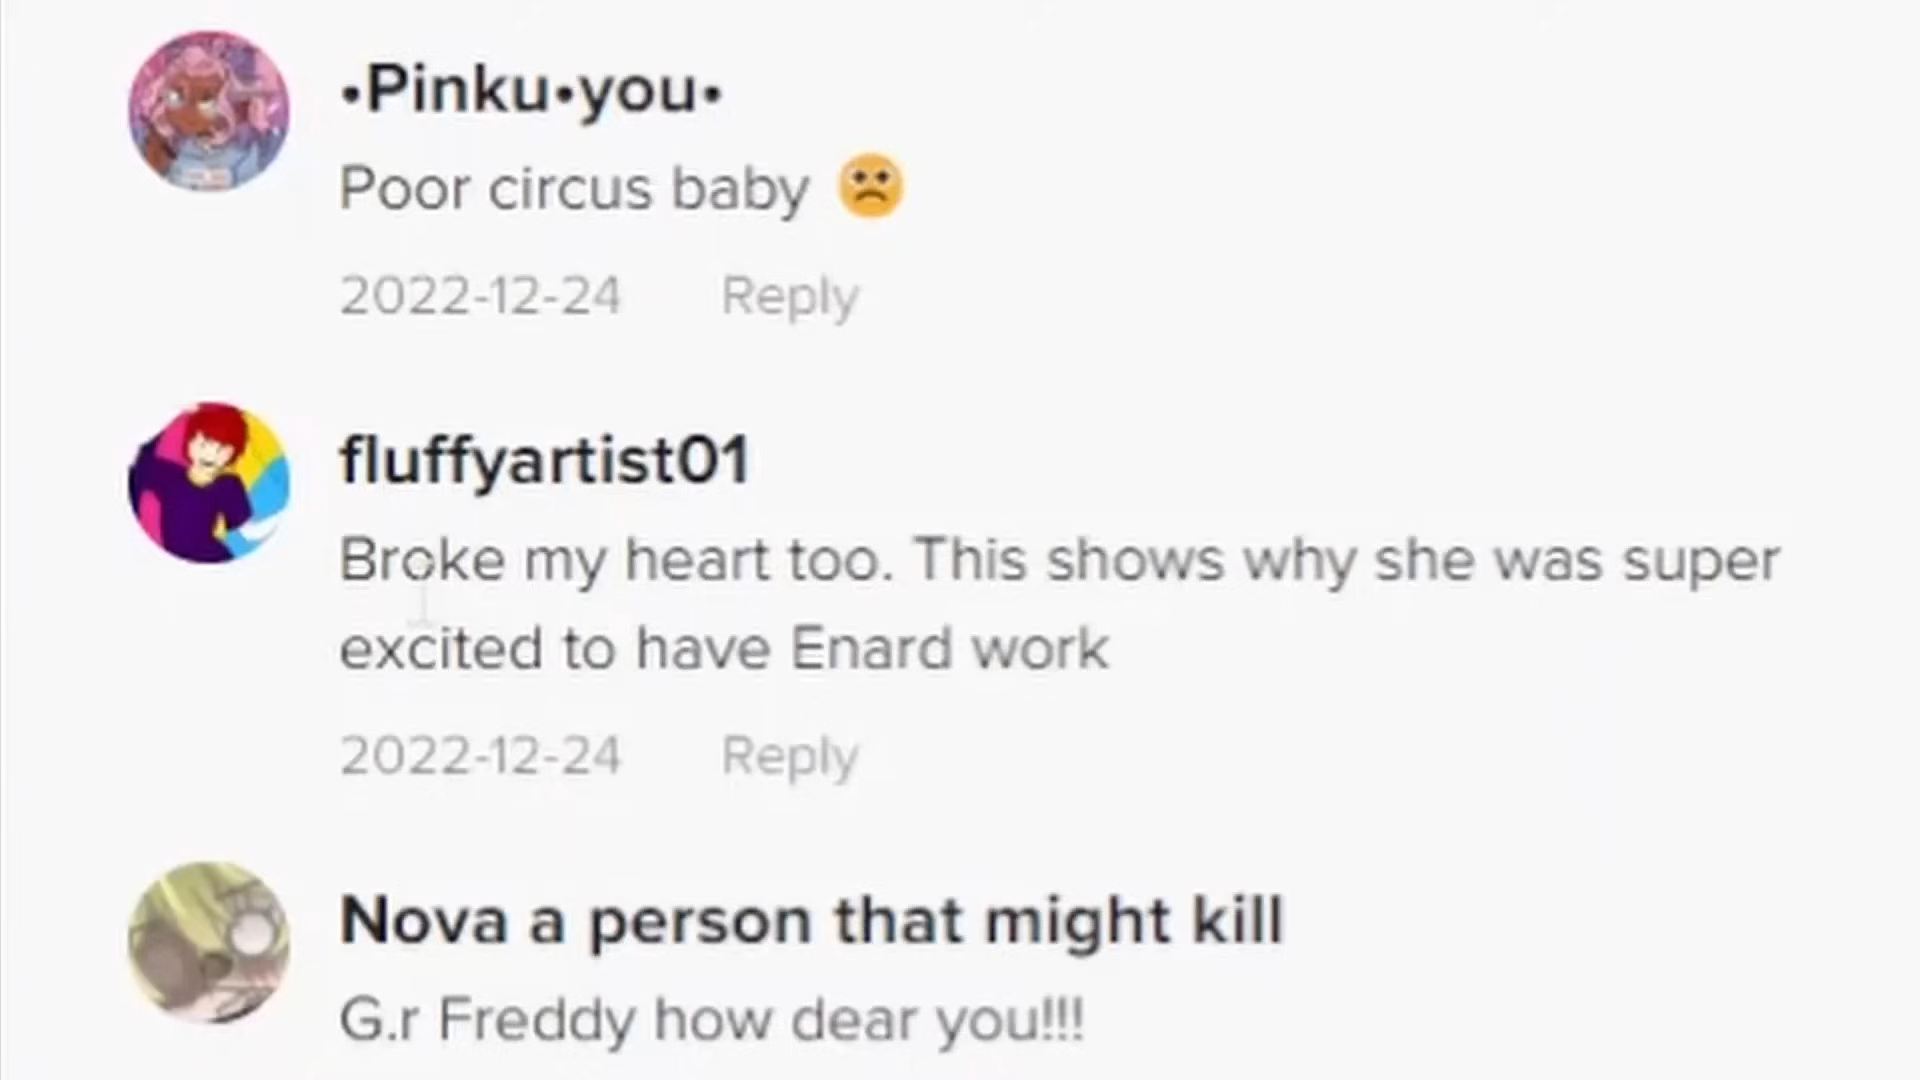 •Pinku•you•
Poor circus baby 🙁
2022-12-24 Reply
fluffyartist01
Broke my heart too. This shows why she was super
excited to have Enard work
2022-12-24 Reply
Nova a person that might kill
G.r Freddy how dear you!!!